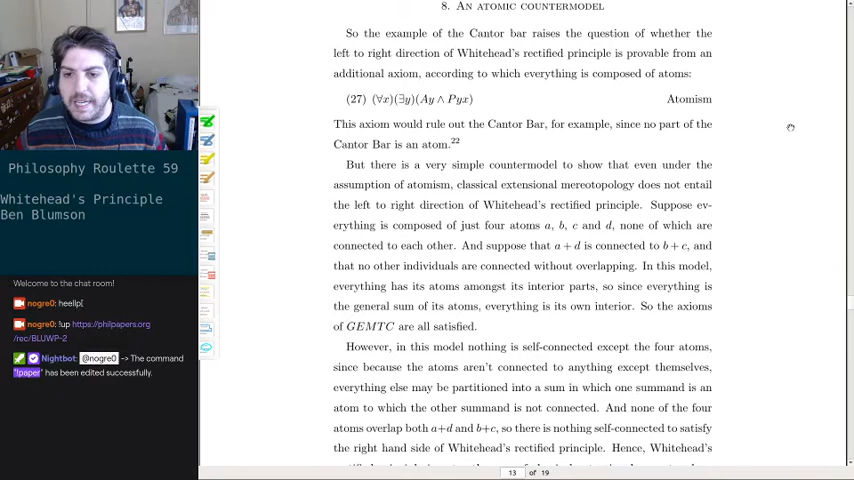 8. An atomic countermodel
So the example of the Cantor bar raises the question of whether the
left to right direction of Whitehead's rectified principle is provable from an
additional axiom, according to which everything is composed of atoms:
(27) (∀x)(∃y)(Ay ∧ Pyx) Atomism
This axiom would rule out the Cantor Bar, for example, since no part of the
Cantor Bar is an atom.22
But there is a very simple countermodel to show that even under the
assumption of atomism, classical extensional mereotopology does not entail
the left to right direction of Whitehead's rectified principle. Suppose ev-
erything is composed of just four atoms a, b, c and d, none of which are
connected to each other. And suppose that a + d is connected to b + c, and
that no other individuals are connected without overlapping. In this model,
everything has its atoms amongst its interior parts, so since everything is
the general sum of its atoms, everything is its own interior. So the axioms
of GEMTC are all satisfied.
However, in this model nothing is self-connected except the four atoms,
since because the atoms aren't connected to anything except themselves,
everything else may be partitioned into a sum in which one summand is an
atom to which the other summand is not connected. And none of the four
atoms overlap both a+d and b+c, so there is nothing self-connected to satisfy
the right hand side of Whitehead's rectified principle. Hence, Whitehead's
13 of 19
Philosophy Roulette 59
Whitehead's Principle
Ben Blumson
Welcome to the chat room!
nogre0: heellp[
nogre0: !up https://philpapers.org
/rec/BLUWP-2
Nightbot: @nogre0 -> The command
"!paper" has been edited successfully.